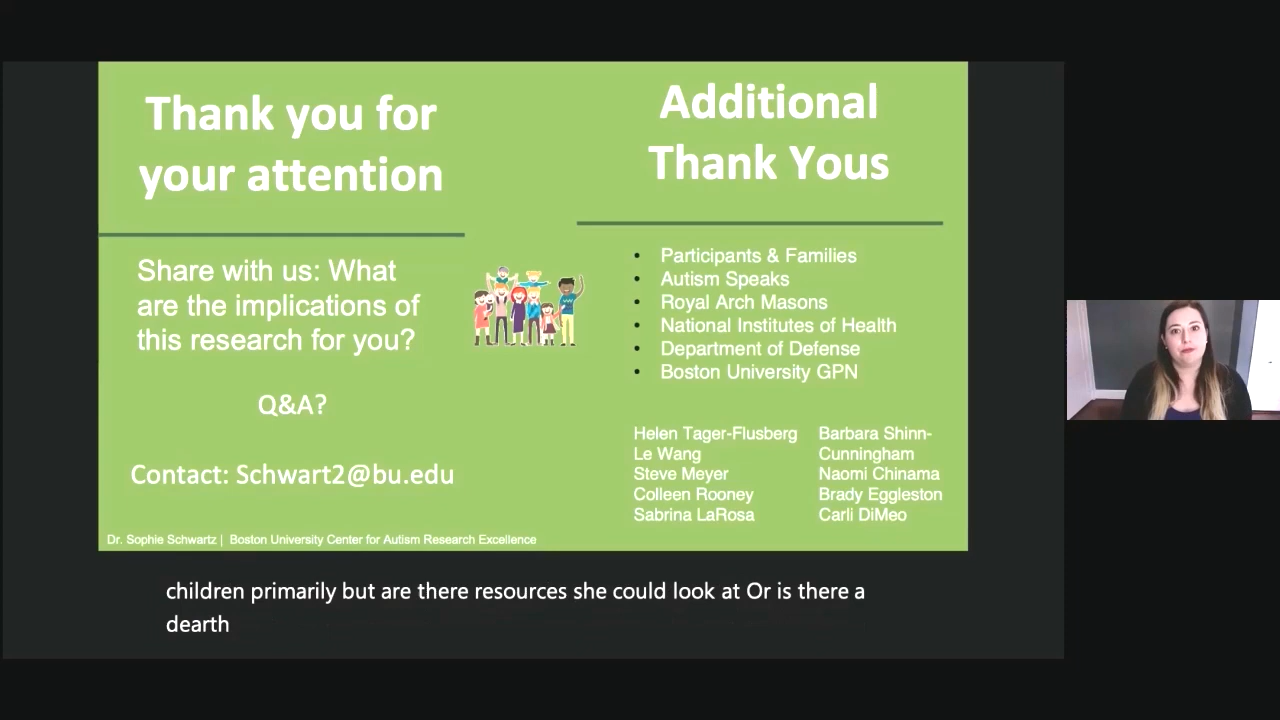 Thank you for
your attention
Share with us: What
are the implications of
this research for you?
Q&A?
Contact: Schwart2@bu.edu
Dr. Sophie Schwartz | Boston University Center for Autism Research Excellence
Additional
Thank Yous
• Participants & Families
• Autism Speaks
• Royal Arch Masons
• National Institutes of Health
• Department of Defense
• Boston University GPN
Helen Tager-Flusberg
Le Wang
Steve Meyer
Colleen Rooney
Sabrina LaRosa
Barbara Shinn-
Cunningham
Naomi Chinama
Brady Eggleston
Carli DiMeo
children primarily but are there resources she could look at Or is there a
dearth